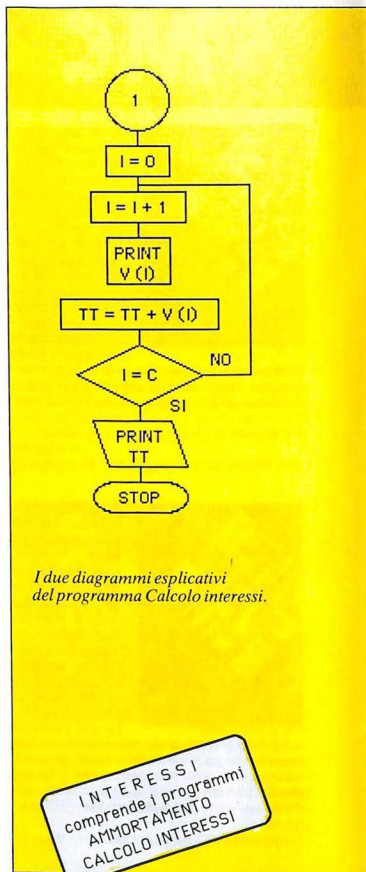 1
I = 0
I = I + 1
PRINT
V (I)
TT = TT + V (I)
I = C
NO
SI
PRINT
TT
STOP
I due diagrammi esplicativi
del programma Calcolo interessi.
INTERESSI
comprende i programmi
AMMORTAMENTO
CALCOLO INTERESSI